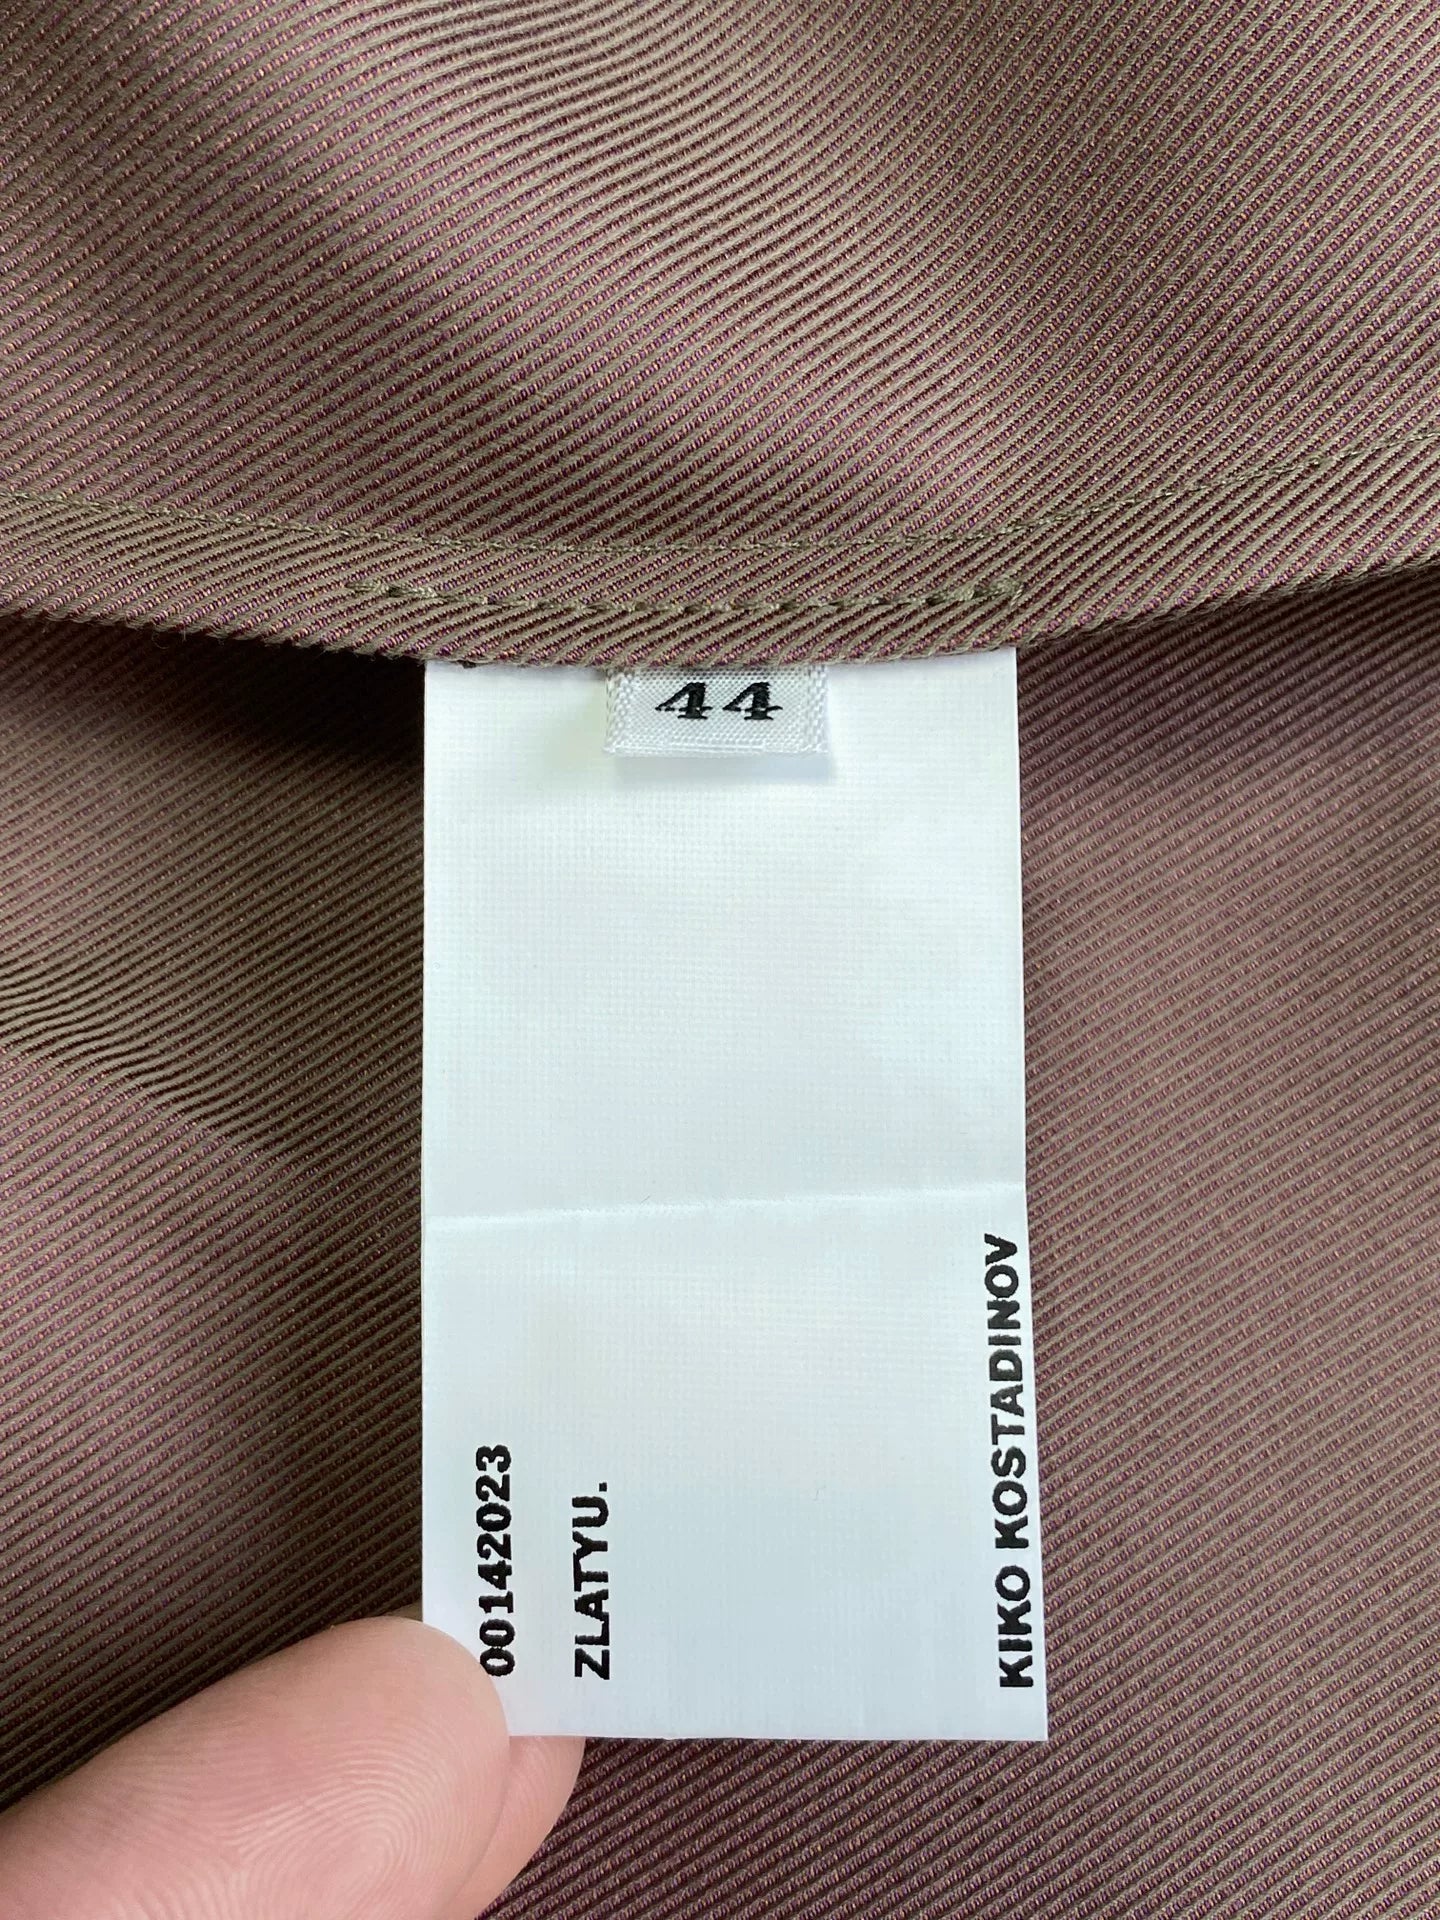 44
00142023
ZLATYU.
KIKO KOSTADINOV